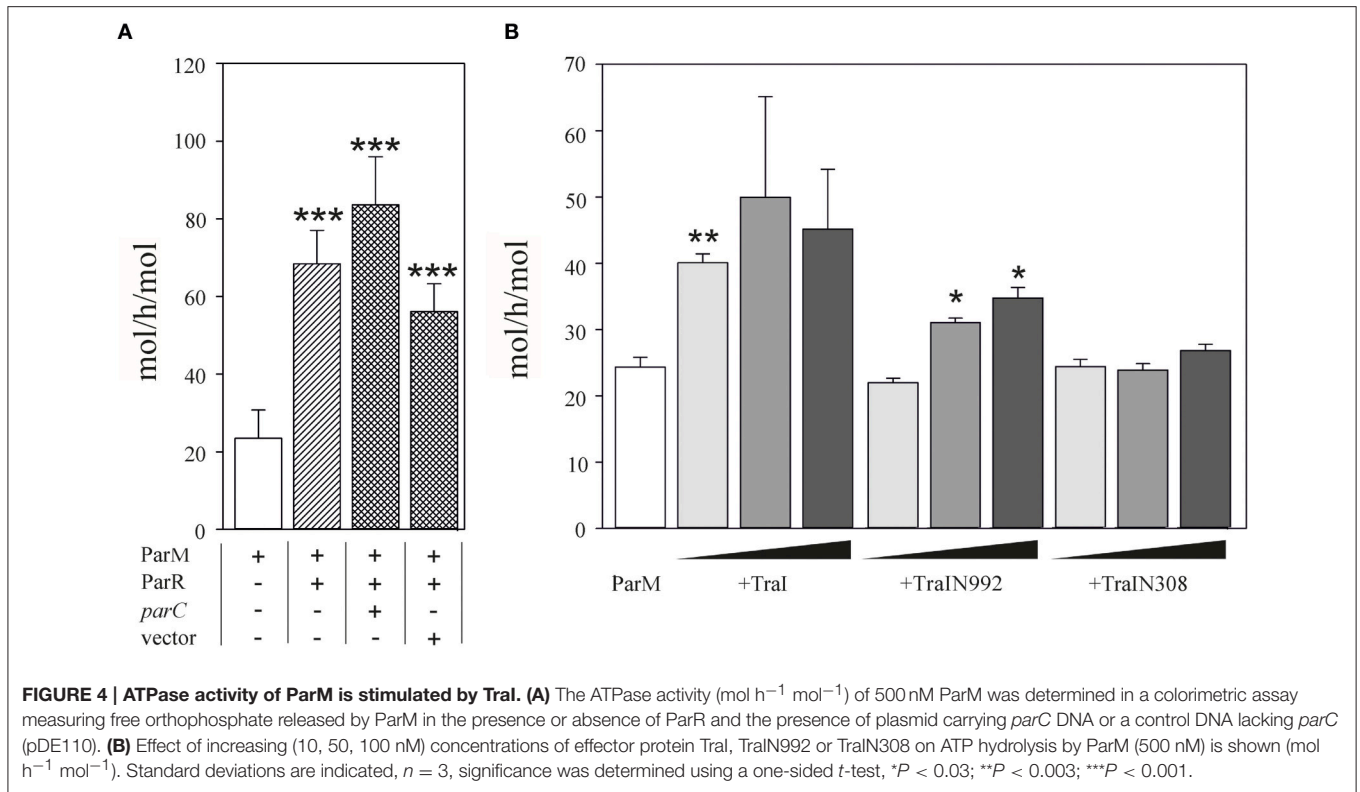 A
B
120
100
80
60
40
20
0
mol/h/mol
***
***
***
ParM + + + +
ParR - + + +
parC - - + -
vector - - - +
70
60
50
40
30
20
10
0
mol/h/mol
**
*
*
ParM +TraI +TraIN992 +TraIN308
FIGURE 4 | ATPase activity of ParM is stimulated by TraI. (A) The ATPase activity (mol h⁻¹ mol⁻¹) of 500 nM ParM was determined in a colorimetric assay
measuring free orthophosphate released by ParM in the presence or absence of ParR and the presence of plasmid carrying parC DNA or a control DNA lacking parC
(pDE110). (B) Effect of increasing (10, 50, 100 nM) concentrations of effector protein TraI, TraIN992 or TraIN308 on ATP hydrolysis by ParM (500 nM) is shown (mol
h⁻¹ mol⁻¹). Standard deviations are indicated, n = 3, significance was determined using a one-sided t-test, *P < 0.03; **P < 0.003; ***P < 0.001.